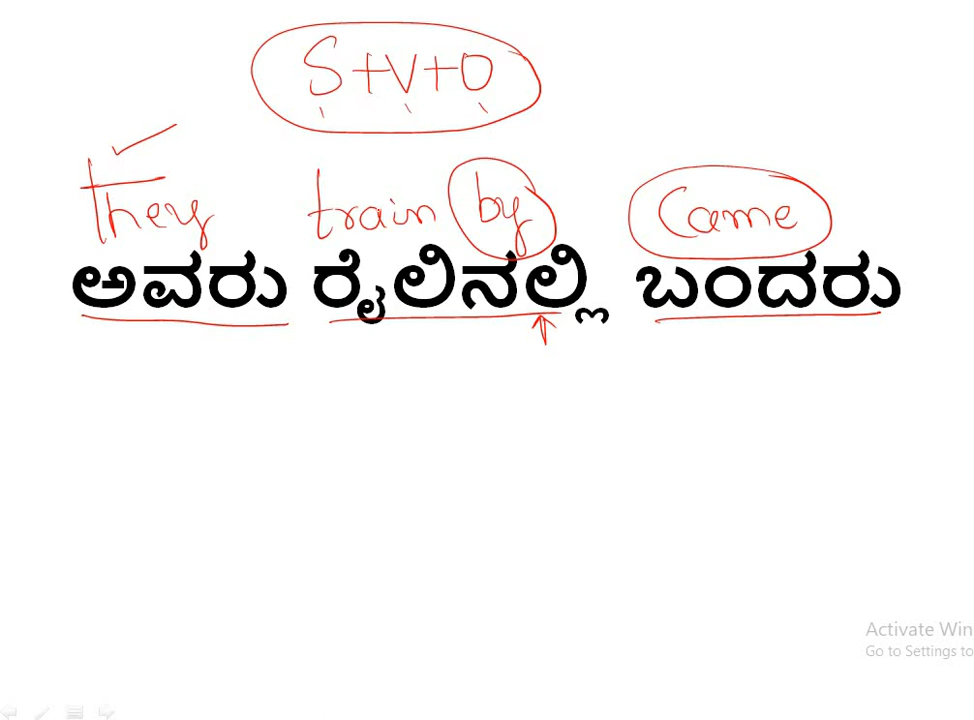 S+V+O
They train by Came
ಅವರು ರೈಲಿನಲ್ಲಿ ಬಂದರು
Activate Win
Go to Settings to